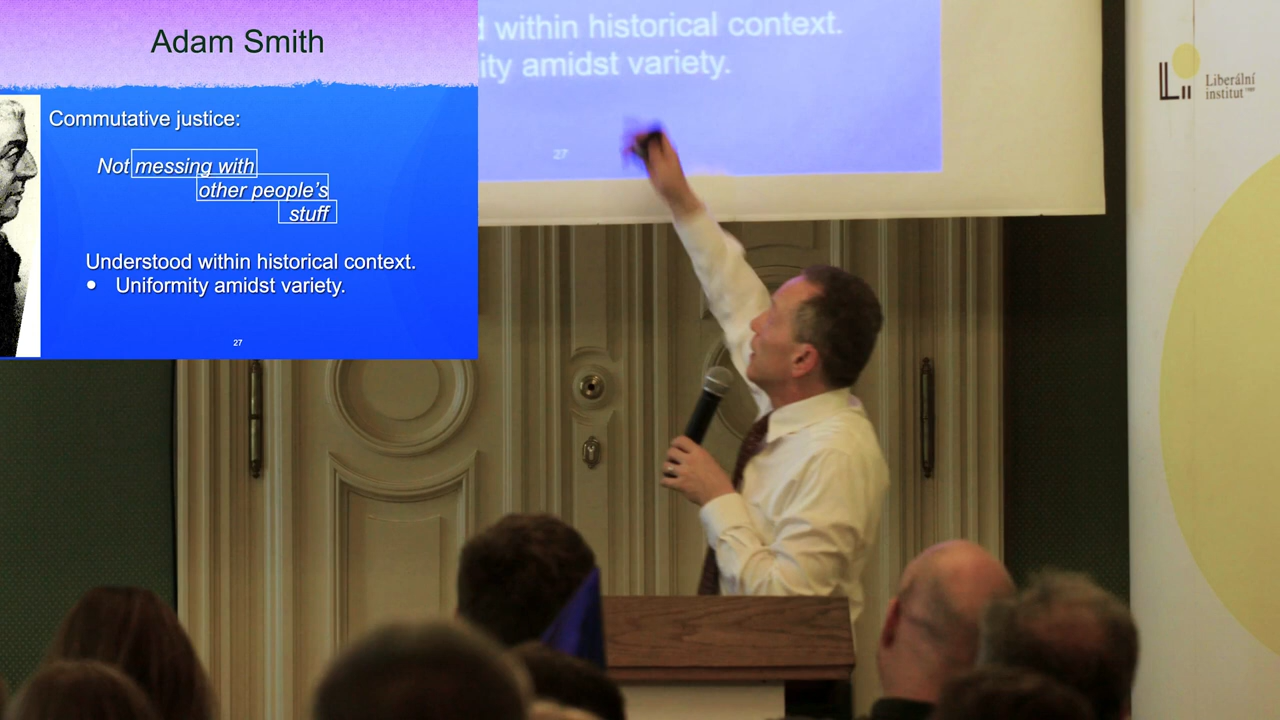 Adam Smith
Commutative justice:
Not messing with
other people's
stuff
Understood within historical context.
• Uniformity amidst variety.
27
d within historical context.
ity amidst variety.
27
Liberální
institut